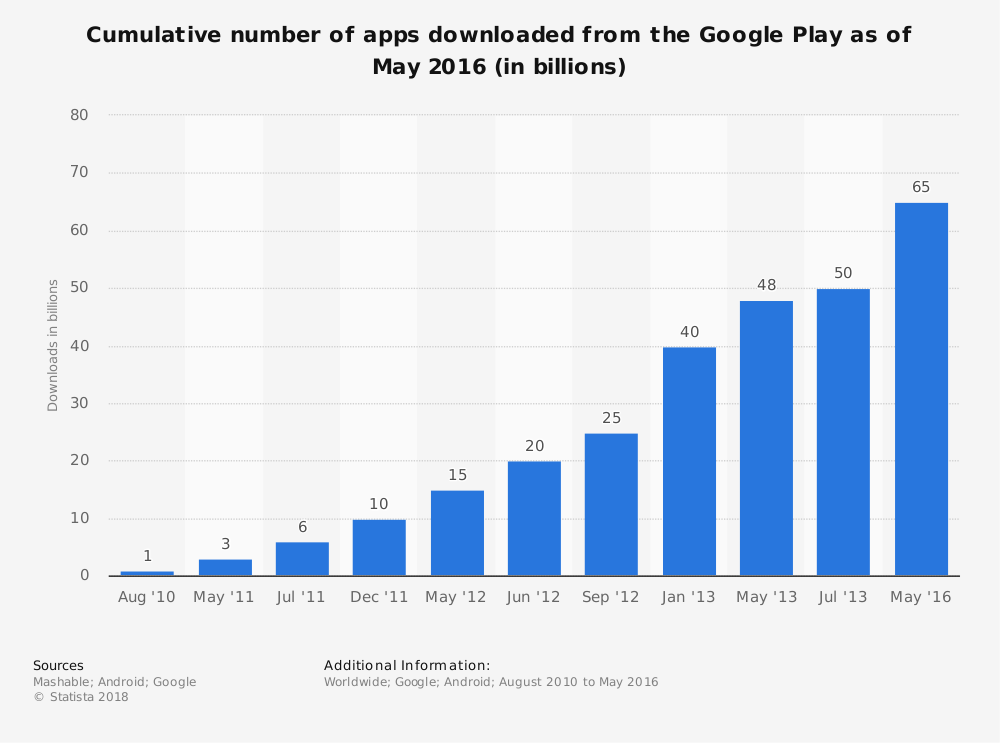 Cumulative number of apps downloaded from the Google Play as of
May 2016 (in billions)
Downloads in billions
80
70
60
50
40
30
20
10
0
1
3
6
10
15
20
25
40
48
50
65
Aug '10 May '11 Jul '11 Dec '11 May '12 Jun '12 Sep '12 Jan '13 May '13 Jul '13 May '16
Sources
Mashable; Android; Google
© Statista 2018
Additional Information:
Worldwide; Google; Android; August 2010 to May 2016